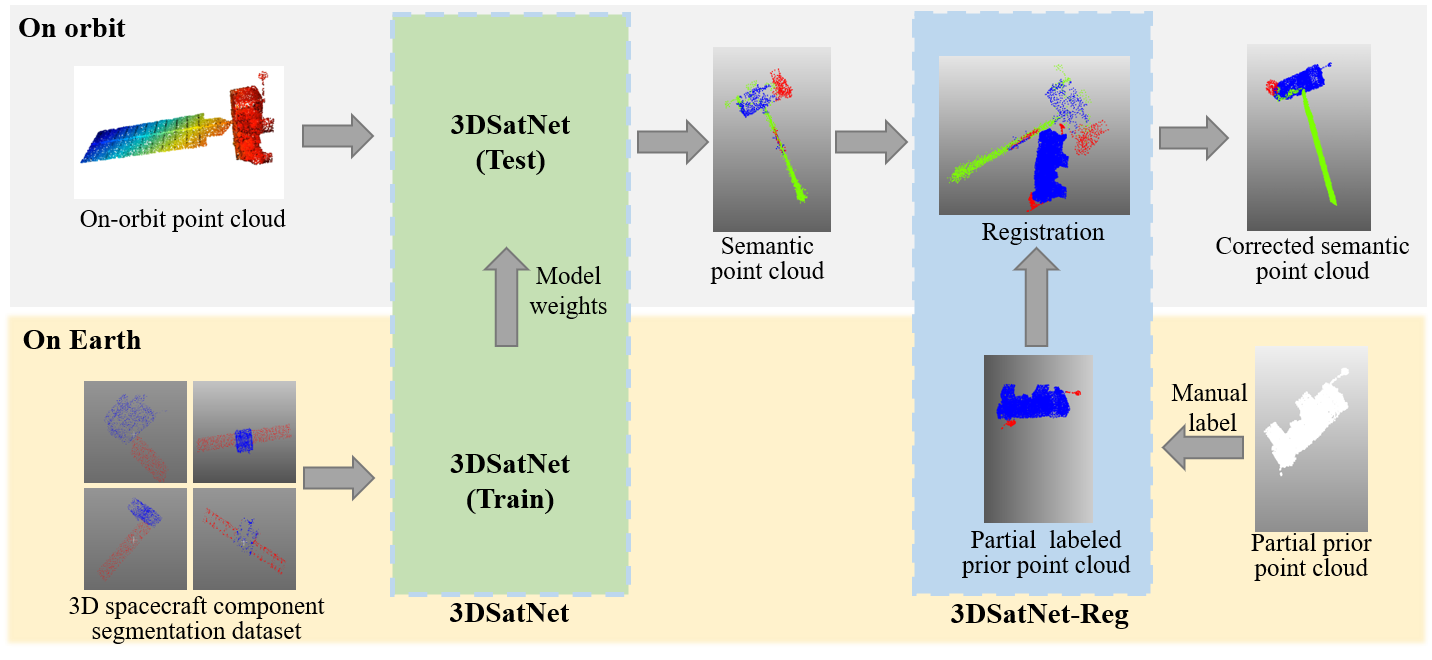 On orbit
On-orbit point cloud
3DSatNet
(Test)
Semantic
point cloud
Registration
Corrected semantic
point cloud
Model
weights
On Earth
3D spacecraft component
segmentation dataset
3DSatNet
(Train)
3DSatNet
Partial labeled
prior point cloud
3DSatNet-Reg
Manual
label
Partial prior
point cloud